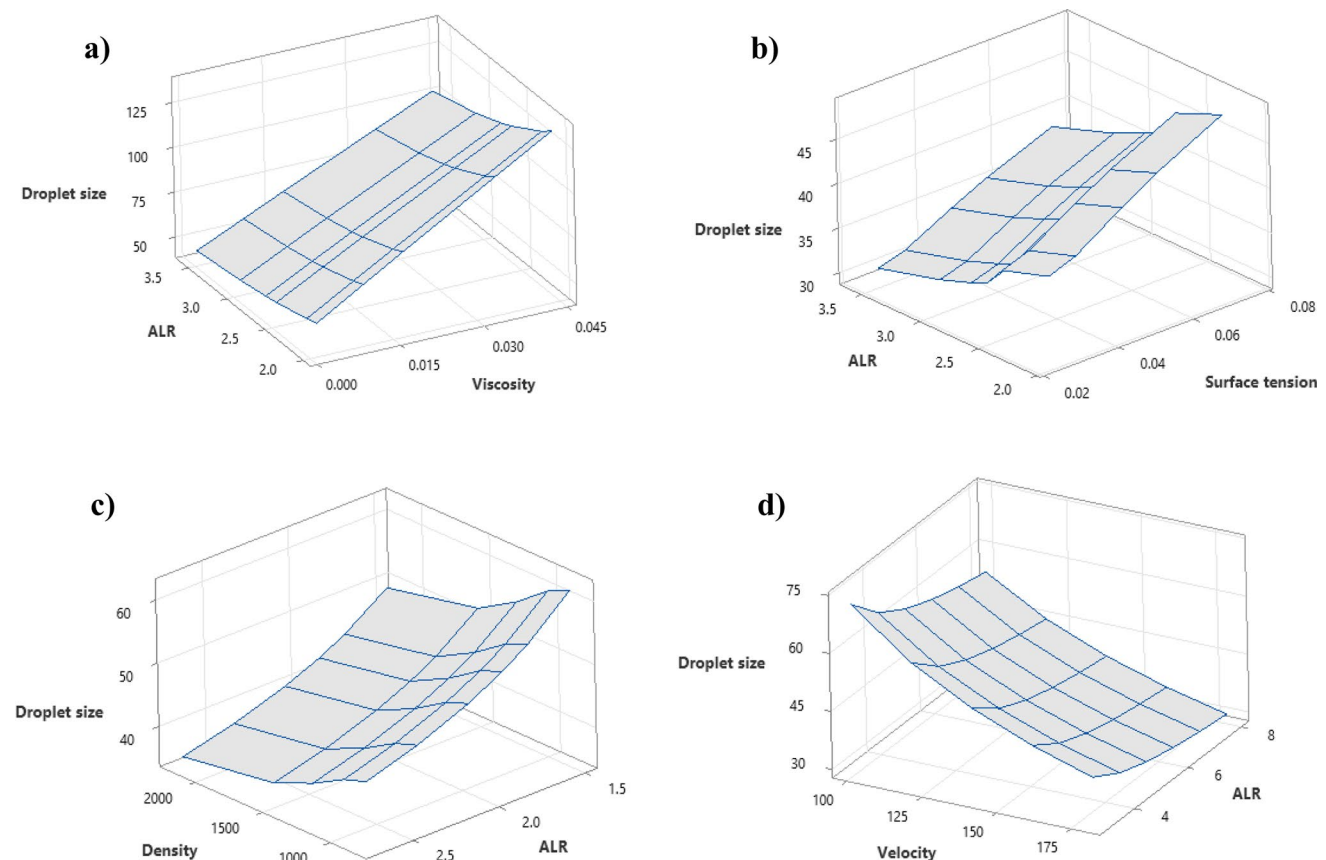 a)
125
100
75
50
Droplet size
3.5
3.0
2.5
2.0
ALR
0.000
0.015
0.030
0.045
Viscosity
b)
45
40
35
30
Droplet size
3.5
3.0
2.5
2.0
ALR
0.02
0.04
0.06
0.08
Surface tension
c)
60
50
40
Droplet size
2000
1500
1000
Density
2.5
2.0
1.5
ALR
d)
75
60
45
30
Droplet size
100
125
150
175
Velocity
4
6
8
ALR